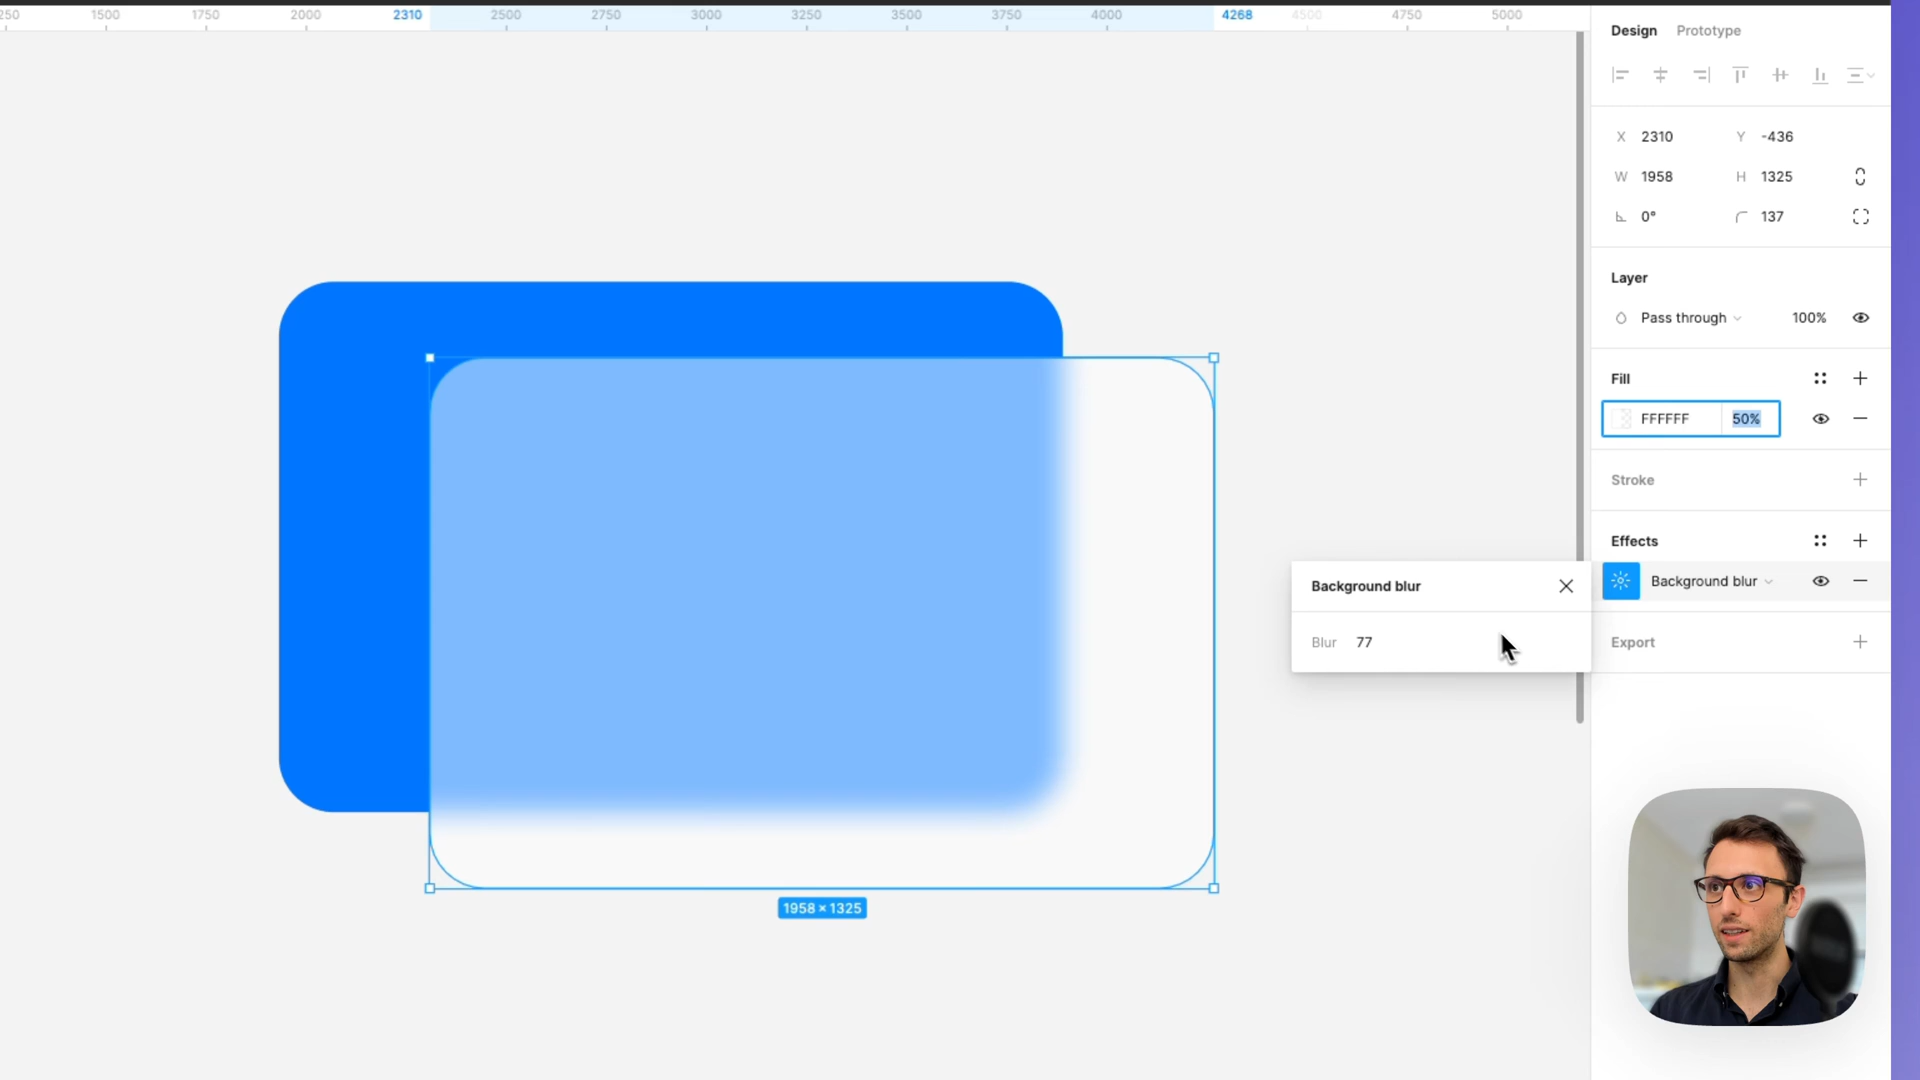 250 1500 1750 2000 2310 2500 2750 3000 3250 3500 3750 4000 4268 4500 4750 5000
Design Prototype
X 2310 Y -436
W 1958 H 1325
0° 137
Layer
Pass through 100%
Fill
FFFFFF 50%
Stroke
Effects
Background blur
Background blur
Blur 77
Export
1958 × 1325